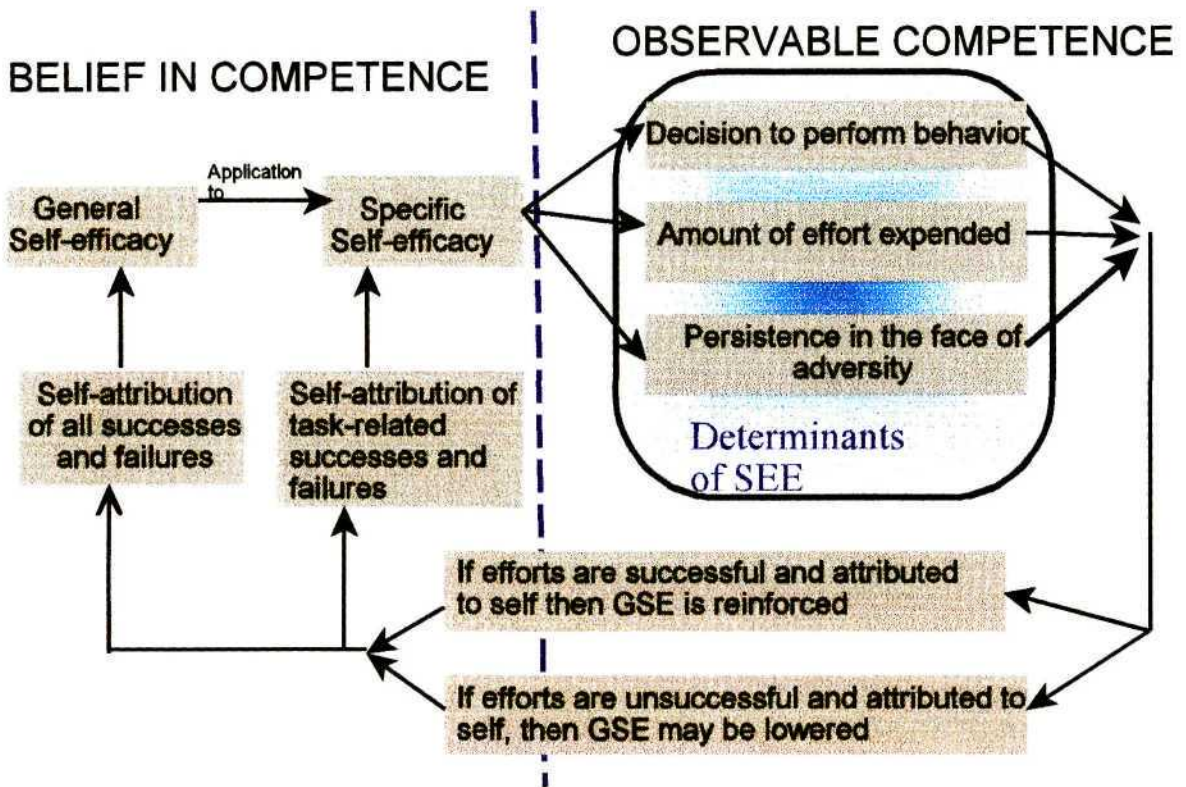 BELIEF IN COMPETENCE
OBSERVABLE COMPETENCE
General
Self-efficacy
Application
to
Specific
Self-efficacy
Decision to perform behavior
Amount of effort expended
Persistence in the face of
adversity
Determinants
of SEE
Self-attribution
of all successes
and failures
Self-attribution of
task-related
successes and
failures
If efforts are successful and attributed
to self then GSE is reinforced
If efforts are unsuccessful and attributed to
self, then GSE may be lowered